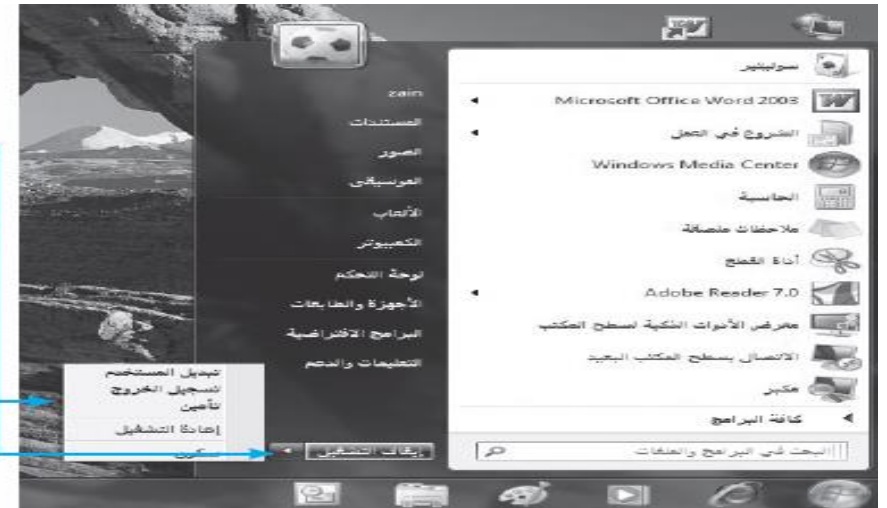 سوليتير
Microsoft Office Word 2003
الشروع في العمل
Windows Media Center
الحاسبة
ملاحظات ملصقة
أداة القطع
Adobe Reader 7.0
معرض الأدوات الذكية لسطح المكتب
الاتصال بسطح المكتب البعيد
مكبر
كافة البرامج
البحث في البرامج والملفات
zain
المستندات
الصور
الموسيقى
الألعاب
الكمبيوتر
لوحة التحكم
الأجهزة والطابعات
البرامج الافتراضية
التعليمات والدعم
إيقاف التشغيل
تبديل المستخدم
تسجيل الخروج
تأمين
إعادة التشغيل
سكون